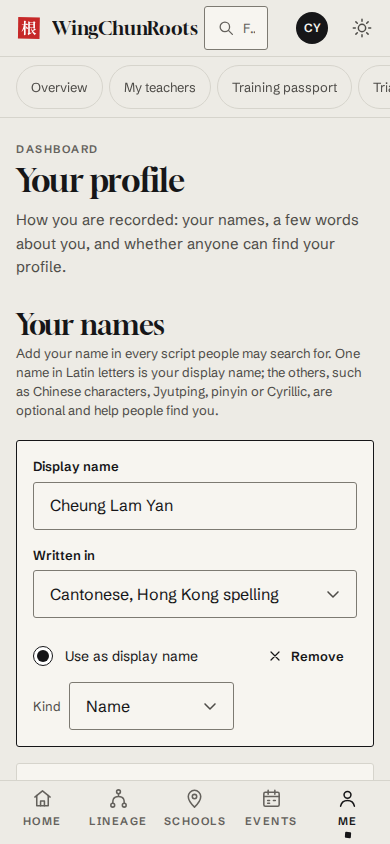 根 WingChunRoots F.. CY
Overview My teachers Training passport Tria
DASHBOARD
Your profile
How you are recorded: your names, a few words
about you, and whether anyone can find your
profile.
Your names
Add your name in every script people may search for. One
name in Latin letters is your display name; the others, such
as Chinese characters, Jyutping, pinyin or Cyrillic, are
optional and help people find you.
Display name
Cheung Lam Yan
Written in
Cantonese, Hong Kong spelling
Use as display name Remove
Kind Name
HOME LINEAGE SCHOOLS EVENTS ME